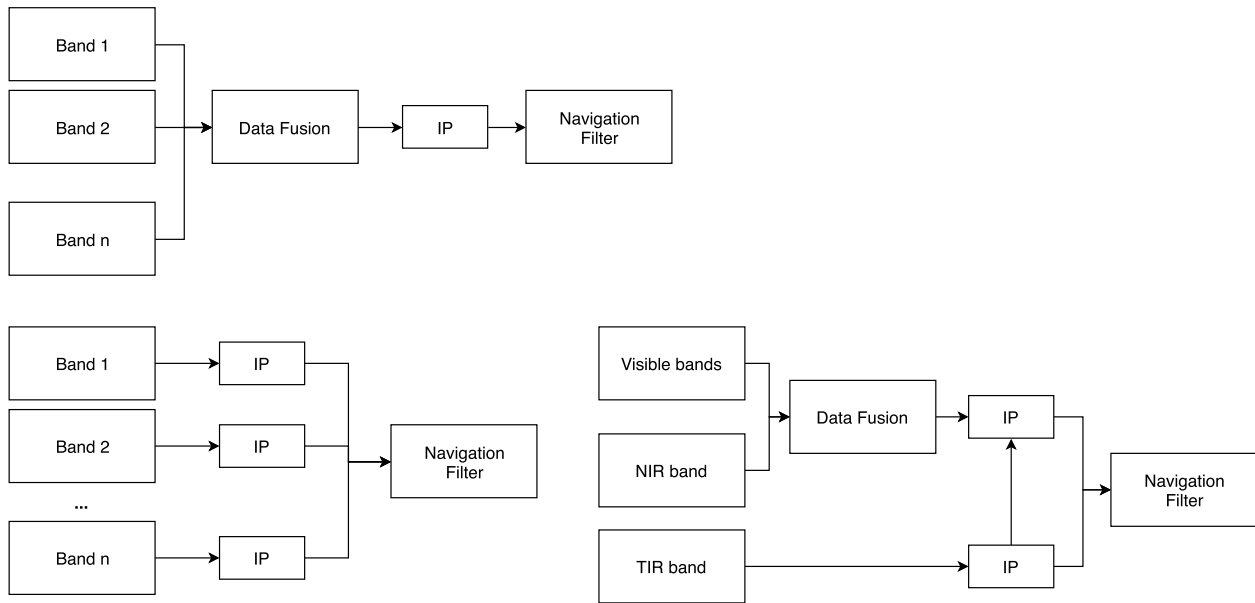 Band 1
Band 2
Band n
Data Fusion
IP
Navigation
Filter
Band 1
IP
Band 2
IP
...
Band n
IP
Navigation
Filter
Visible bands
NIR band
TIR band
Data Fusion
IP
IP
Navigation
Filter